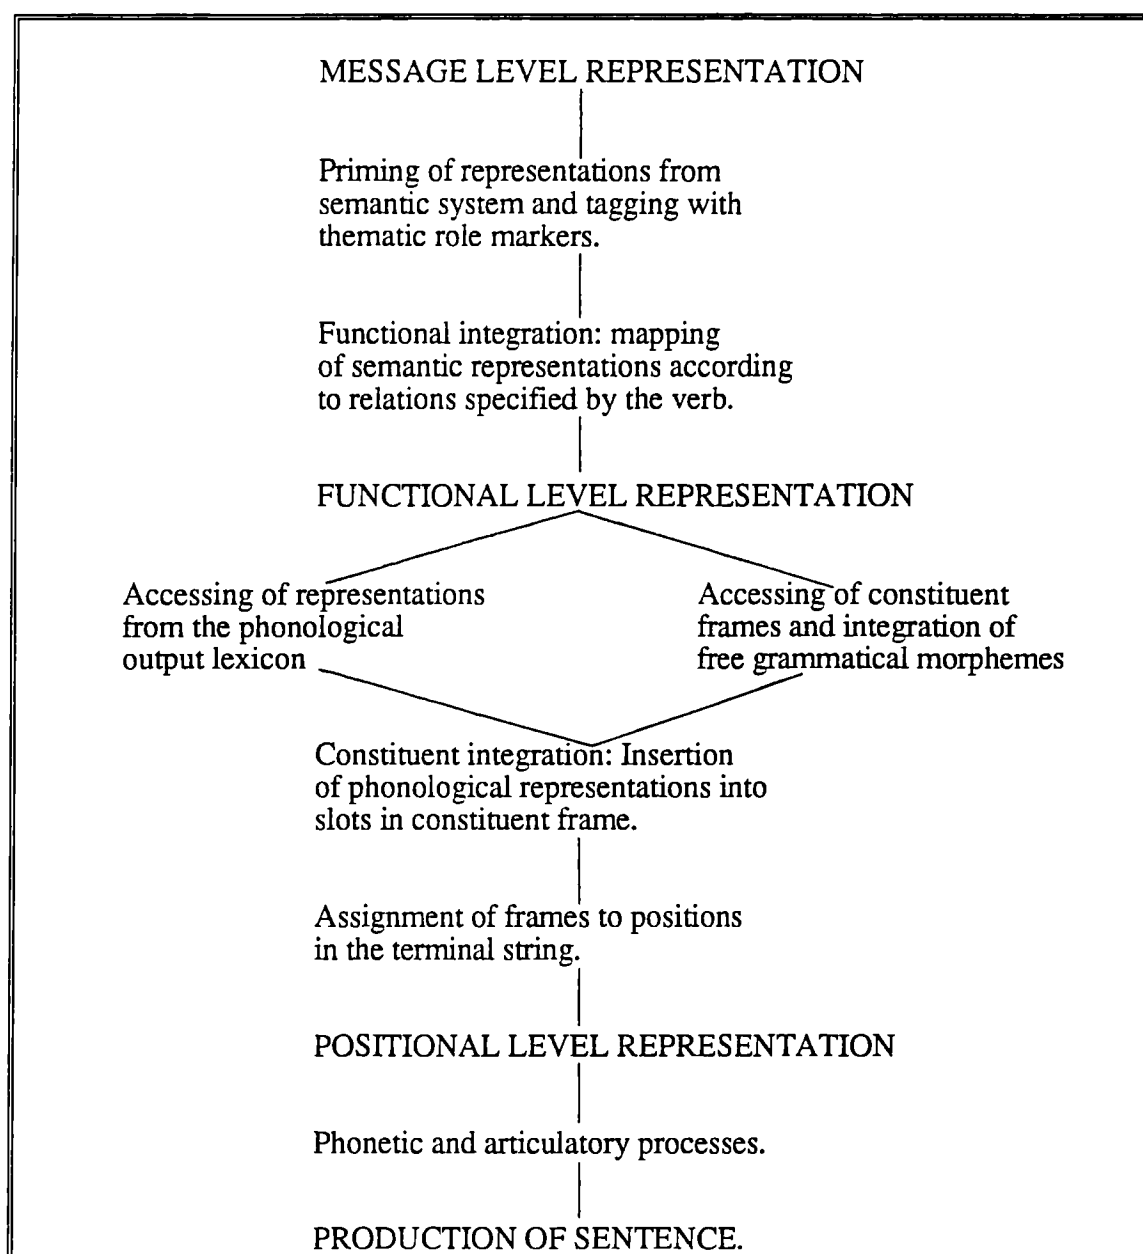 MESSAGE LEVEL REPRESENTATION
Priming of representations from
semantic system and tagging with
thematic role markers.
Functional integration: mapping
of semantic representations according
to relations specified by the verb.
FUNCTIONAL LEVEL REPRESENTATION
Accessing of representations
from the phonological
output lexicon
Accessing of constituent
frames and integration of
free grammatical morphemes
Constituent integration: Insertion
of phonological representations into
slots in constituent frame.
Assignment of frames to positions
in the terminal string.
POSITIONAL LEVEL REPRESENTATION
Phonetic and articulatory processes.
PRODUCTION OF SENTENCE.